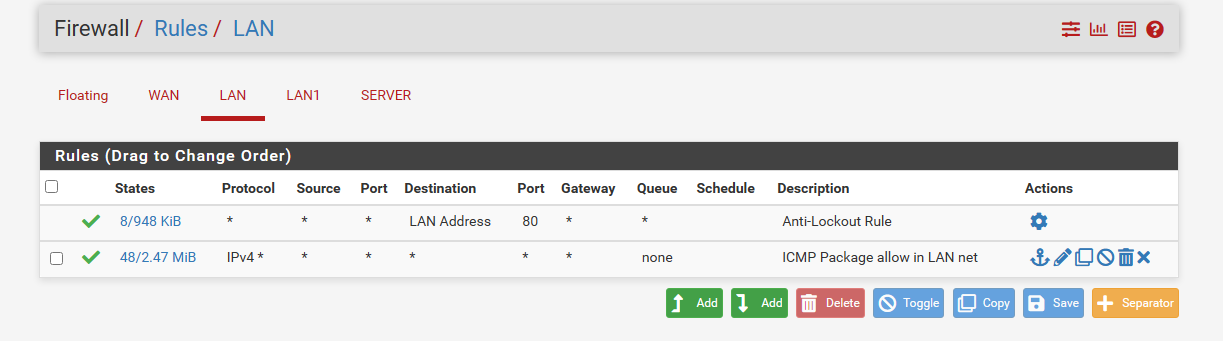 Firewall / Rules / LAN
Floating WAN LAN LAN1 SERVER
Rules (Drag to Change Order)
States Protocol Source Port Destination Port Gateway Queue Schedule Description Actions
8/948 KiB * * * LAN Address 80 * * Anti-Lockout Rule
48/2.47 MiB IPv4 * * * * * * none ICMP Package allow in LAN net
Add Add Delete Toggle Copy Save Separator